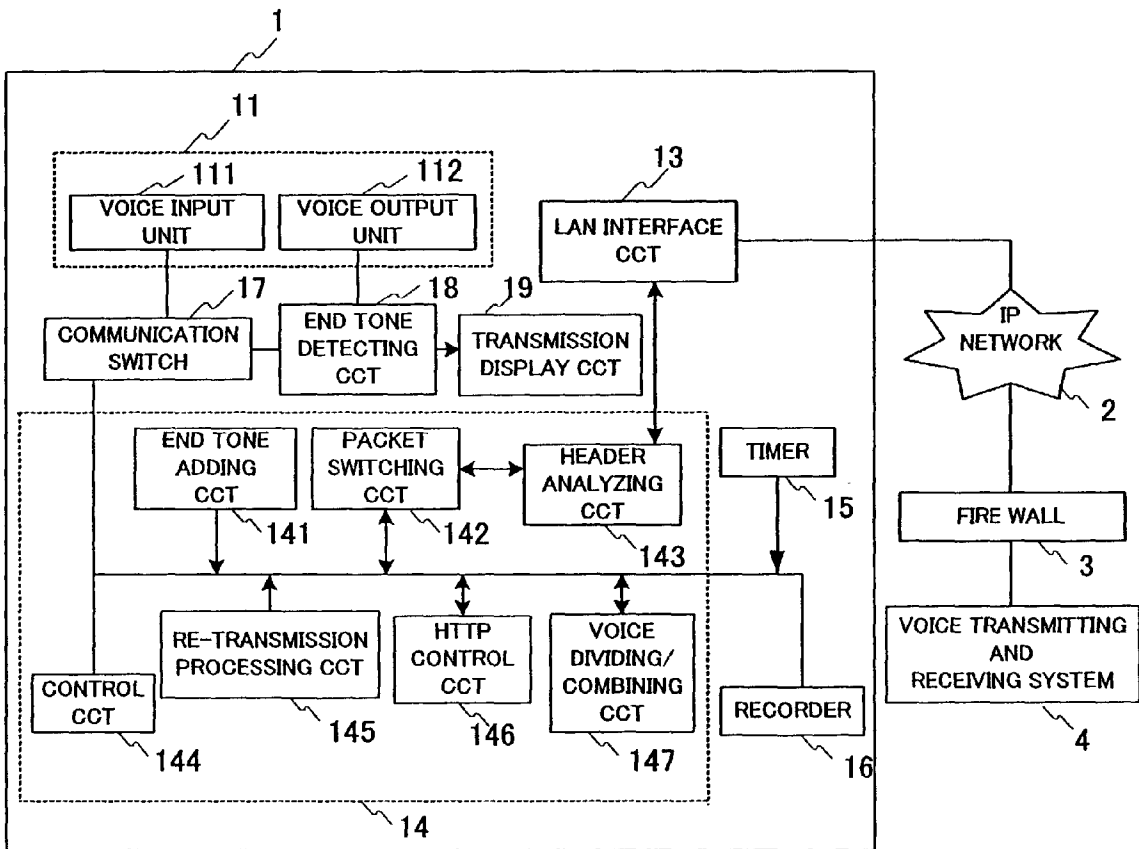 1
11
111
VOICE INPUT
UNIT
112
VOICE OUTPUT
UNIT
13
LAN INTERFACE
CCT
17
COMMUNICATION
SWITCH
18
END TONE
DETECTING
CCT
19
TRANSMISSION
DISPLAY CCT
IP
NETWORK
2
END TONE
ADDING
CCT
141
PACKET
SWITCHING
CCT
142
HEADER
ANALYZING
CCT
143
TIMER
15
FIRE WALL
3
CONTROL
CCT
144
RE-TRANSMISSION
PROCESSING CCT
145
HTTP
CONTROL
CCT
146
VOICE
DIVIDING/
COMBINING
CCT
147
RECORDER
16
VOICE TRANSMITTING
AND
RECEIVING SYSTEM
4
14